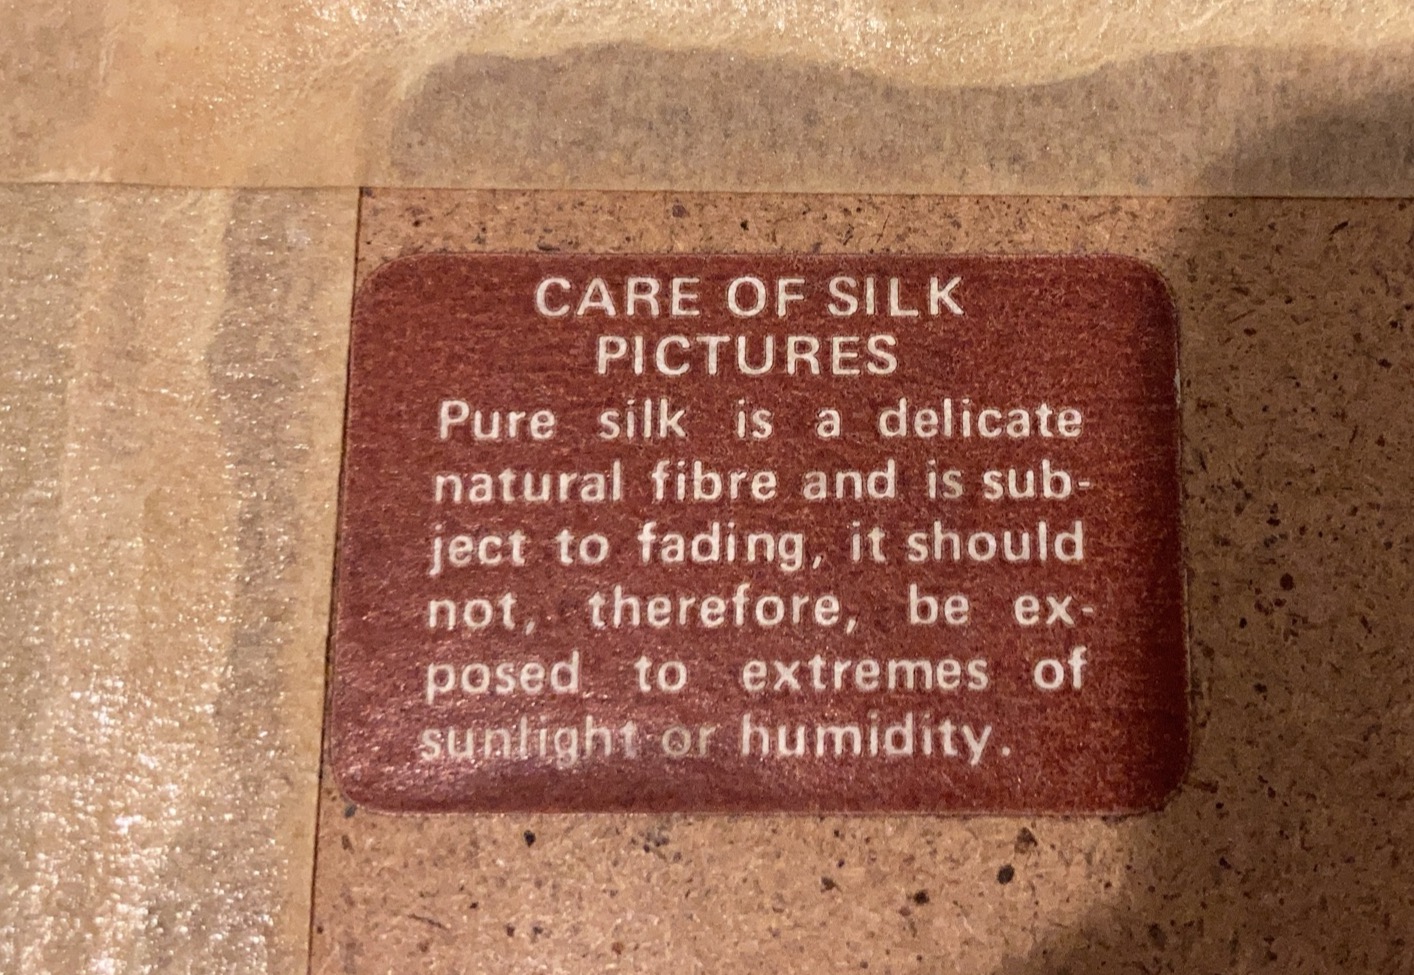 CARE OF SILK
PICTURES
Pure silk is a delicate
natural fibre and is sub-
ject to fading, it should
not, therefore, be ex-
posed to extremes of
sunlight or humidity.